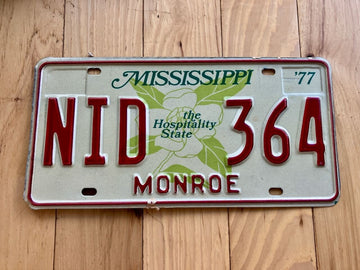 MISSISSIPPI '77
the
NID Hospitality 364
State
MONROE